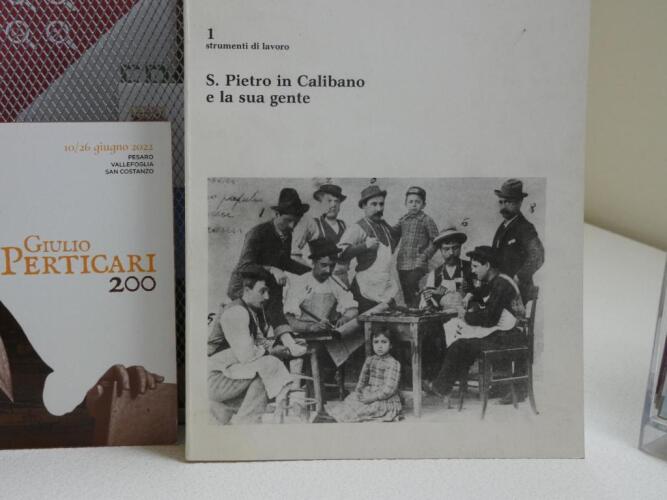 1
strumenti di lavoro
S. Pietro in Calibano
e la sua gente
10/26 giugno 2022
PESARO
VALLEFOGLIA
SAN COSTANZO
GIULIO
PERTICARI
200